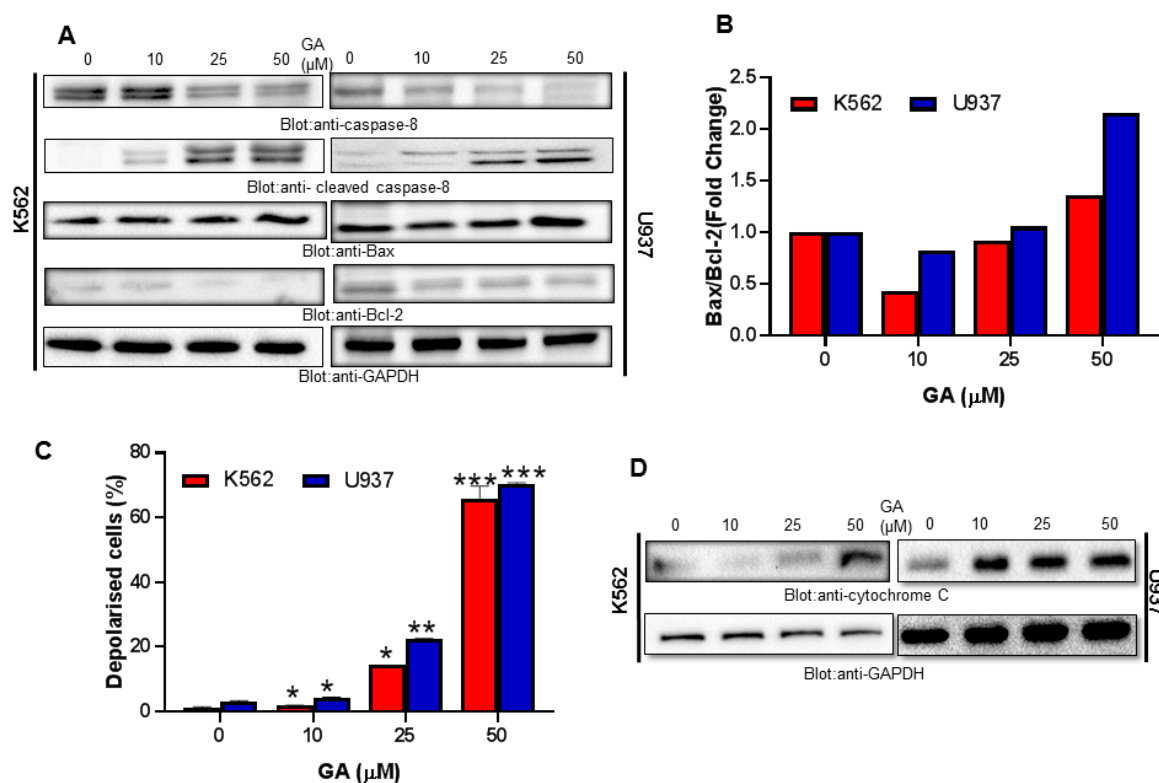 A
0 10 25 50 GA (µM) 0 10 25 50
K562
U937
Blot:anti-caspase-8
Blot:anti- cleaved caspase-8
Blot:anti-Bax
Blot:anti-Bcl-2
Blot:anti-GAPDH
B
Bax/Bcl-2(Fold Change)
2.5
2.0
1.5
1.0
0.5
0.0
K562 U937
0 10 25 50
GA (µM)
C
Depolarised cells (%)
80
60
40
20
0
K562 U937
* * * ** *** ***
0 10 25 50
GA (µM)
D
0 10 25 50 GA (µM) 0 10 25 50
K562
U937
Blot:anti-cytochrome C
Blot:anti-GAPDH